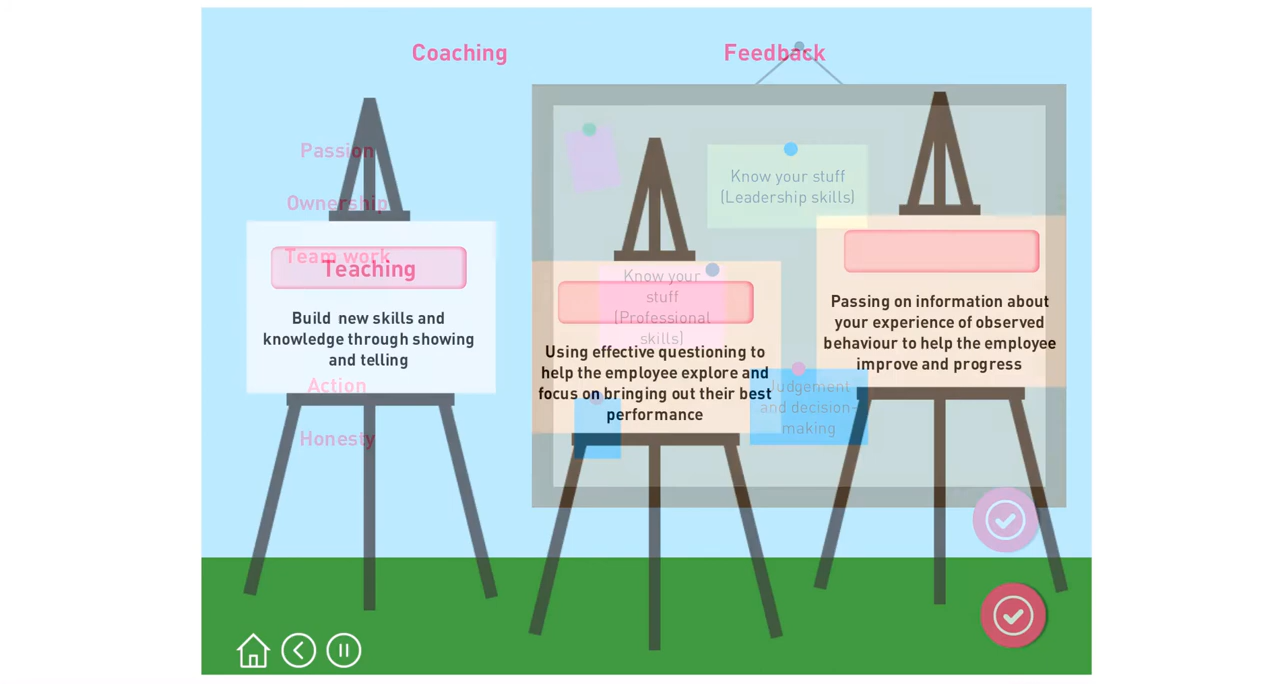 Coaching
Feedback
Passion
Ownership
Team work
Teaching
Build new skills and
knowledge through showing
and telling
Action
Honesty
Know your stuff
(Leadership skills)
Know your
stuff
(Professional
skills)
Using effective questioning to
help the employee explore and
focus on bringing out their best
performance
Judgement
and decision-
making
Passing on information about
your experience of observed
behaviour to help the employee
improve and progress